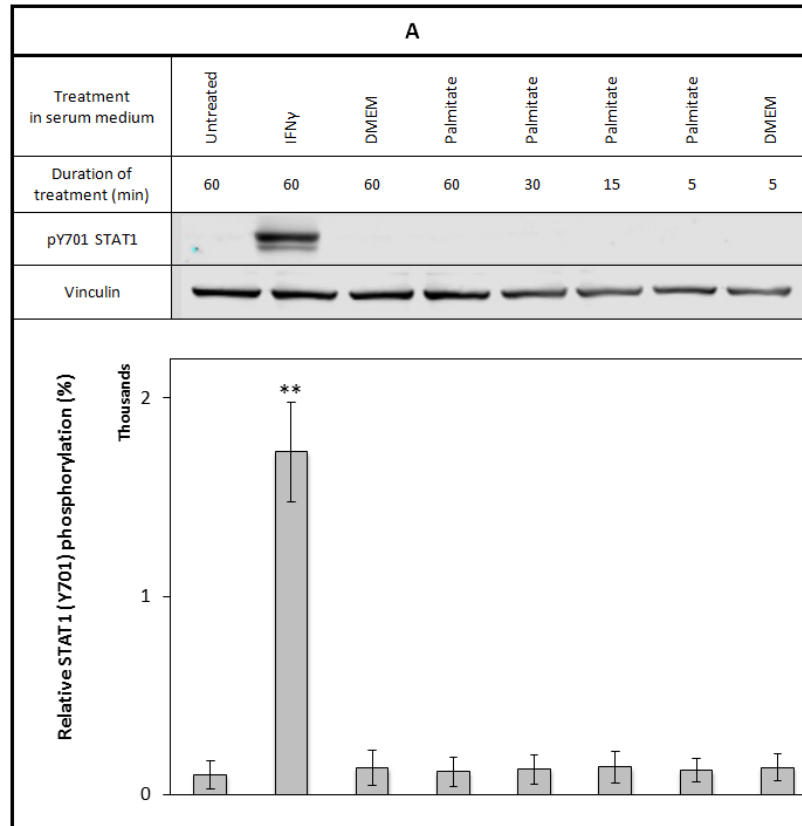 A
Treatment
in serum medium
Untreated
IFNγ
DMEM
Palmitate
Palmitate
Palmitate
Palmitate
DMEM
Duration of
treatment (min)
60
60
60
60
30
15
5
5
pY701 STAT1
Vinculin
Relative STAT1 (Y701) phosphorylation (%)
Thousands
2
1
0
**